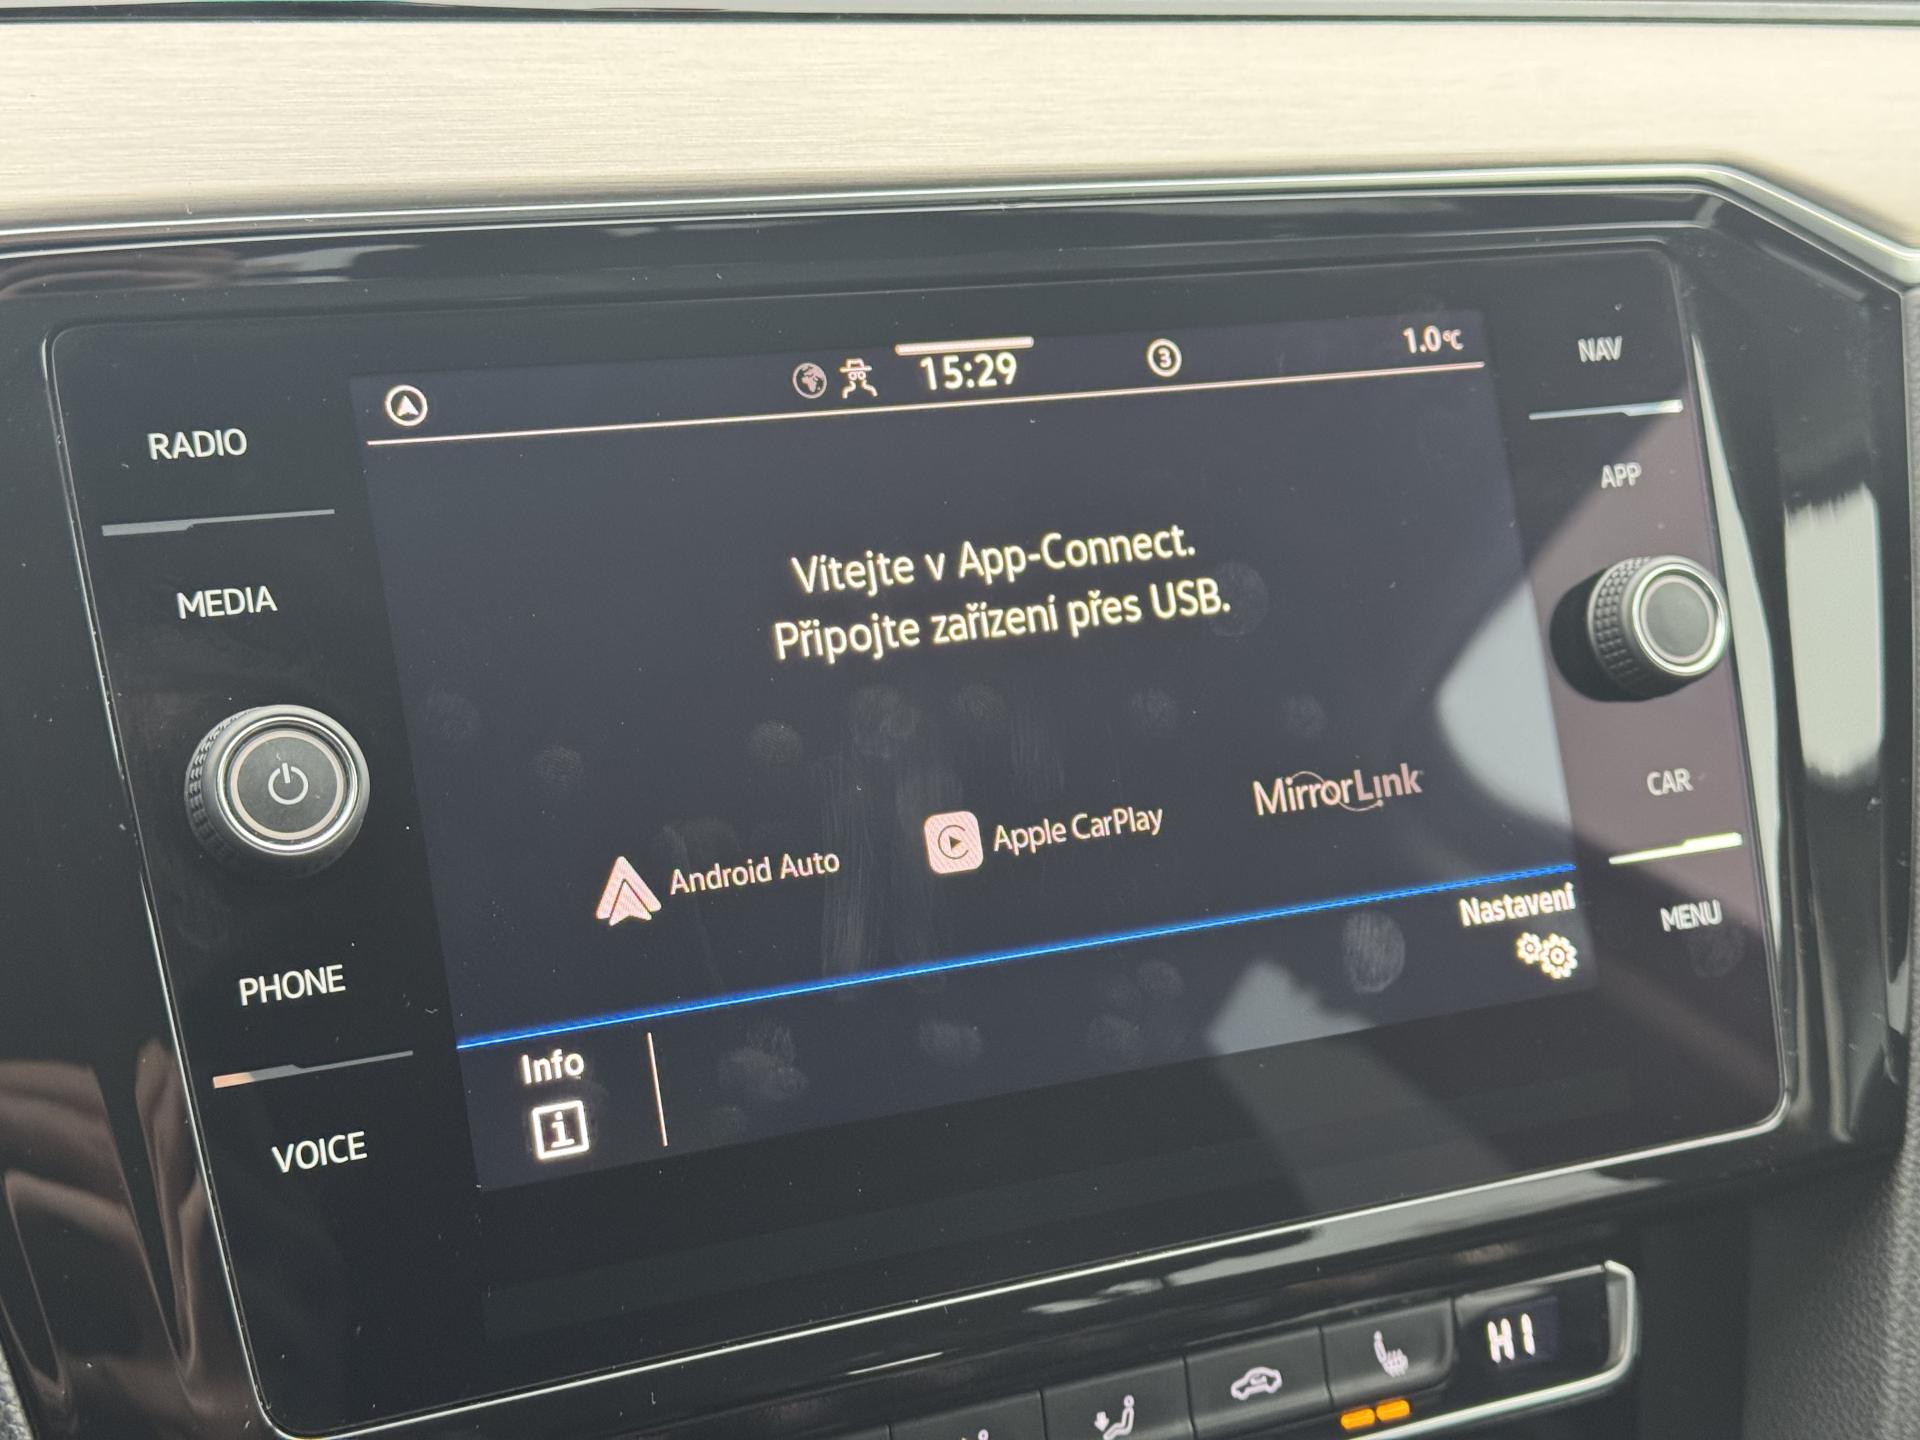 15:29
3
1.0°C
NAV
RADIO
APP
Vítejte v App-Connect.
Připojte zařízení přes USB.
MEDIA
Android Auto
Apple CarPlay
MirrorLink
CAR
Nastavení
MENU
PHONE
Info
i
VOICE
HI